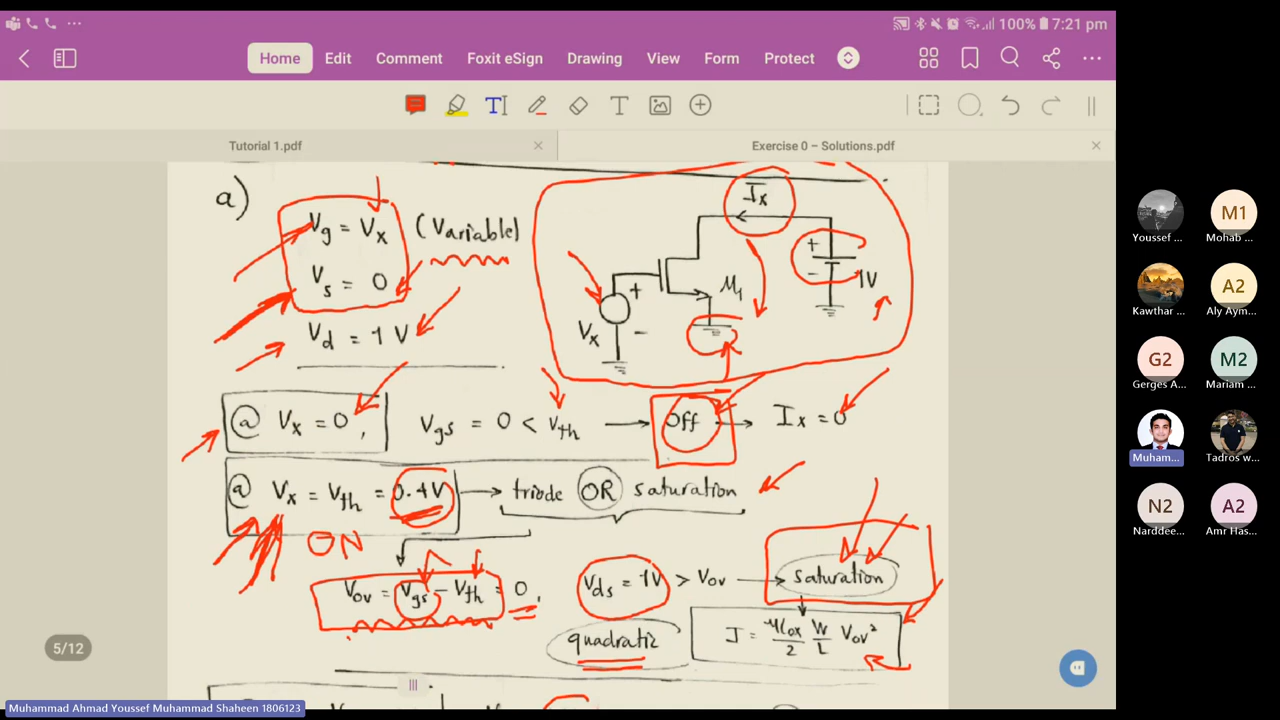 100% 7:21 pm
Home Edit Comment Foxit eSign Drawing View Form Protect
Tutorial 1.pdf
Exercise 0 – Solutions.pdf
a)
Vg = Vx (Variable)
Vs = 0
Vd = 1 V
Ix
+
-
1V
M1
+
Vx -
@ Vx = 0, Vgs = 0 < Vth → Off → Ix = 0
@ Vx = Vth = 0.4V → triode OR saturation
ON
Vov = Vgs - Vth = 0, Vds = 1V > Vov → saturation
quadratic
I = μCox/2 W/L Vov²
5/12
Youssef ...
M1
Mohab ...
Kawthar ...
A2
Aly Aym...
G2
Gerges A...
M2
Mariam ...
Muham...
Tadros w...
N2
Narddee...
A2
Amr Has...
Muhammad Ahmad Youssef Muhammad Shaheen 1806123